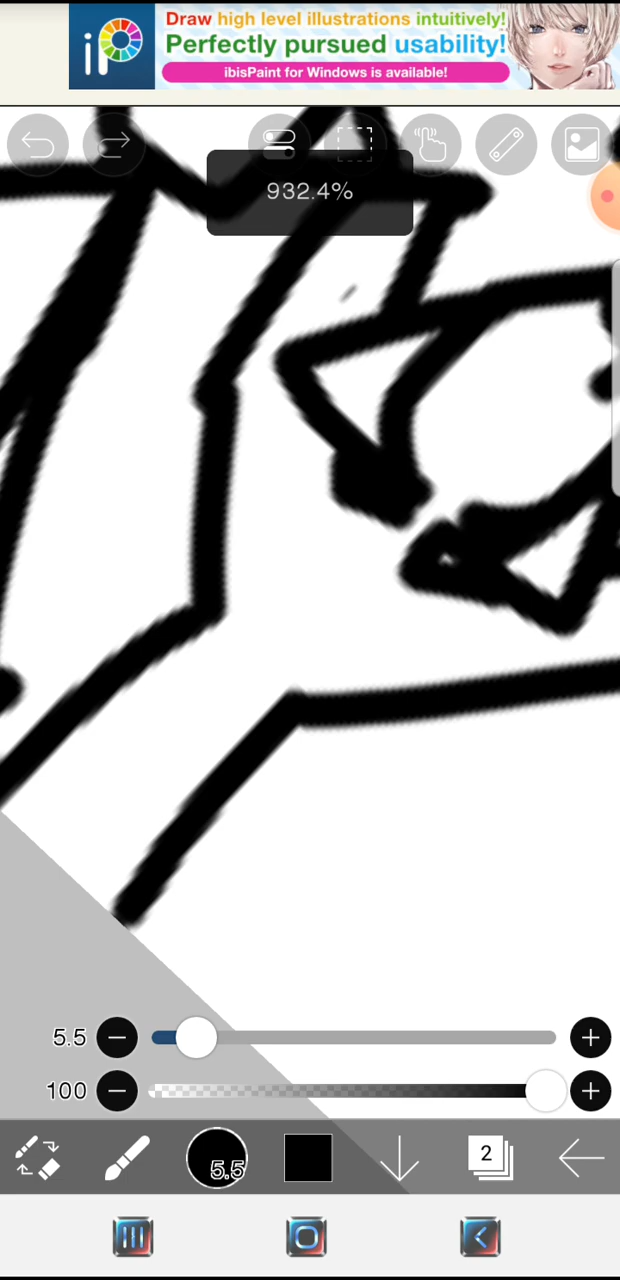 Draw high level illustrations intuitively!
iP
Perfectly pursued usability!
ibisPaint for Windows is available!
932.4%
5.5
100
5.5
2